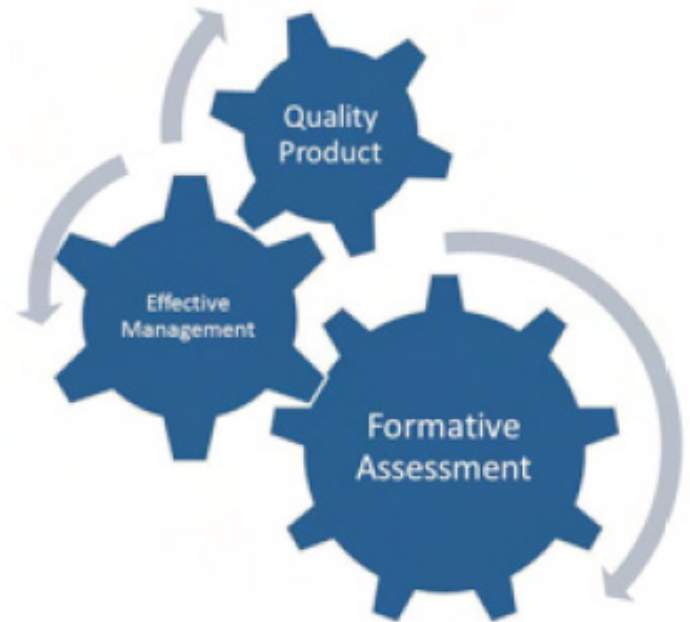 Quality
Product
Effective
Management
Formative
Assessment